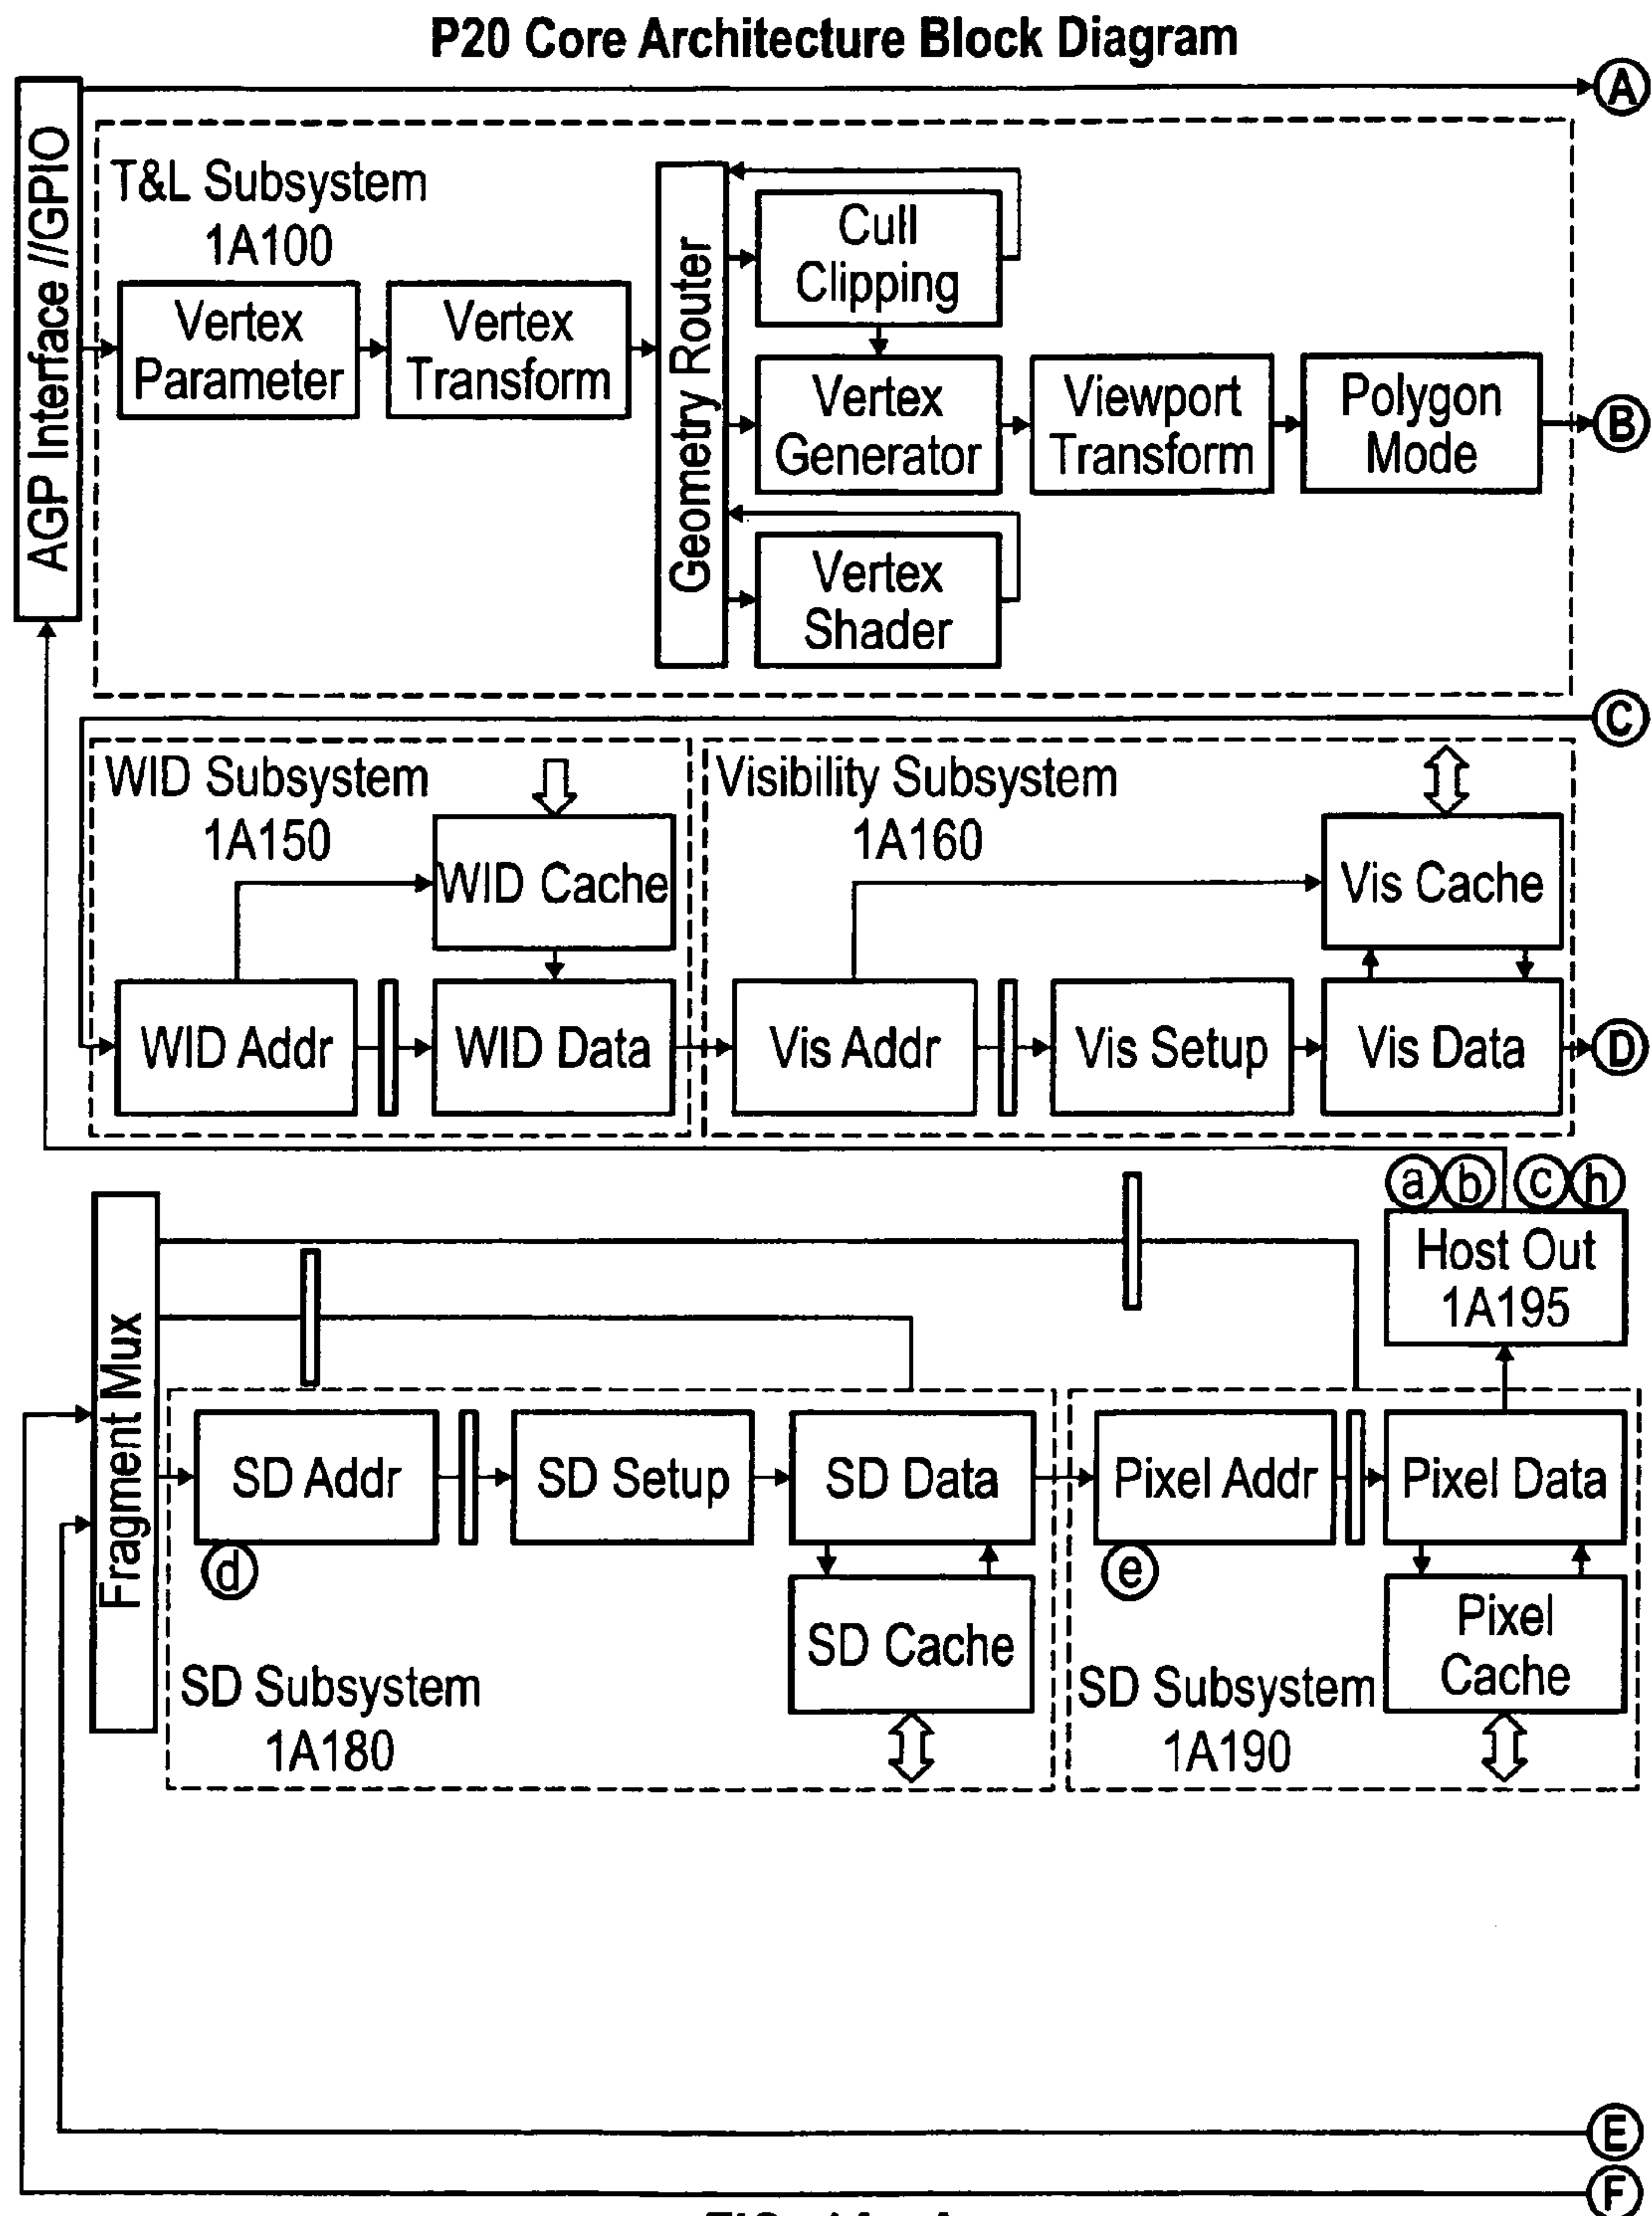 P20 Core Architecture Block Diagram
A
AGP Interface //GPIO
T&L Subsystem
1A100
Vertex
Parameter
Vertex
Transform
Geometry Router
Cull
Clipping
Vertex
Generator
Viewport
Transform
Polygon
Mode
B
Vertex
Shader
C
WID Subsystem
1A150
WID Cache
WID Addr
WID Data
Visibility Subsystem
1A160
Vis Cache
Vis Addr
Vis Setup
Vis Data
D
a
b
c
h
Host Out
1A195
Fragment Mux
SD Addr
SD Setup
SD Data
d
SD Cache
SD Subsystem
1A180
Pixel Addr
Pixel Data
e
Pixel
Cache
SD Subsystem
1A190
E
F